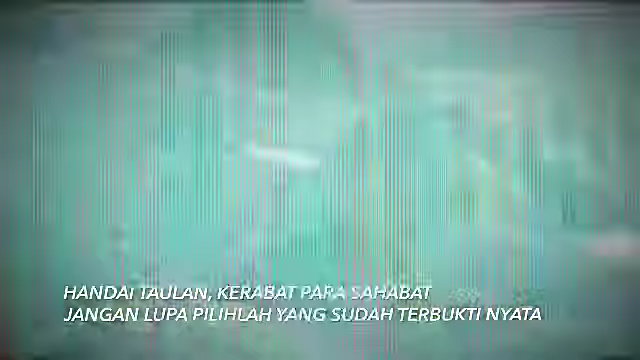 HANDAI TAULAN, KERABAT PARA SAHABAT
JANGAN LUPA PILIHLAH YANG SUDAH TERBUKTI NYATA